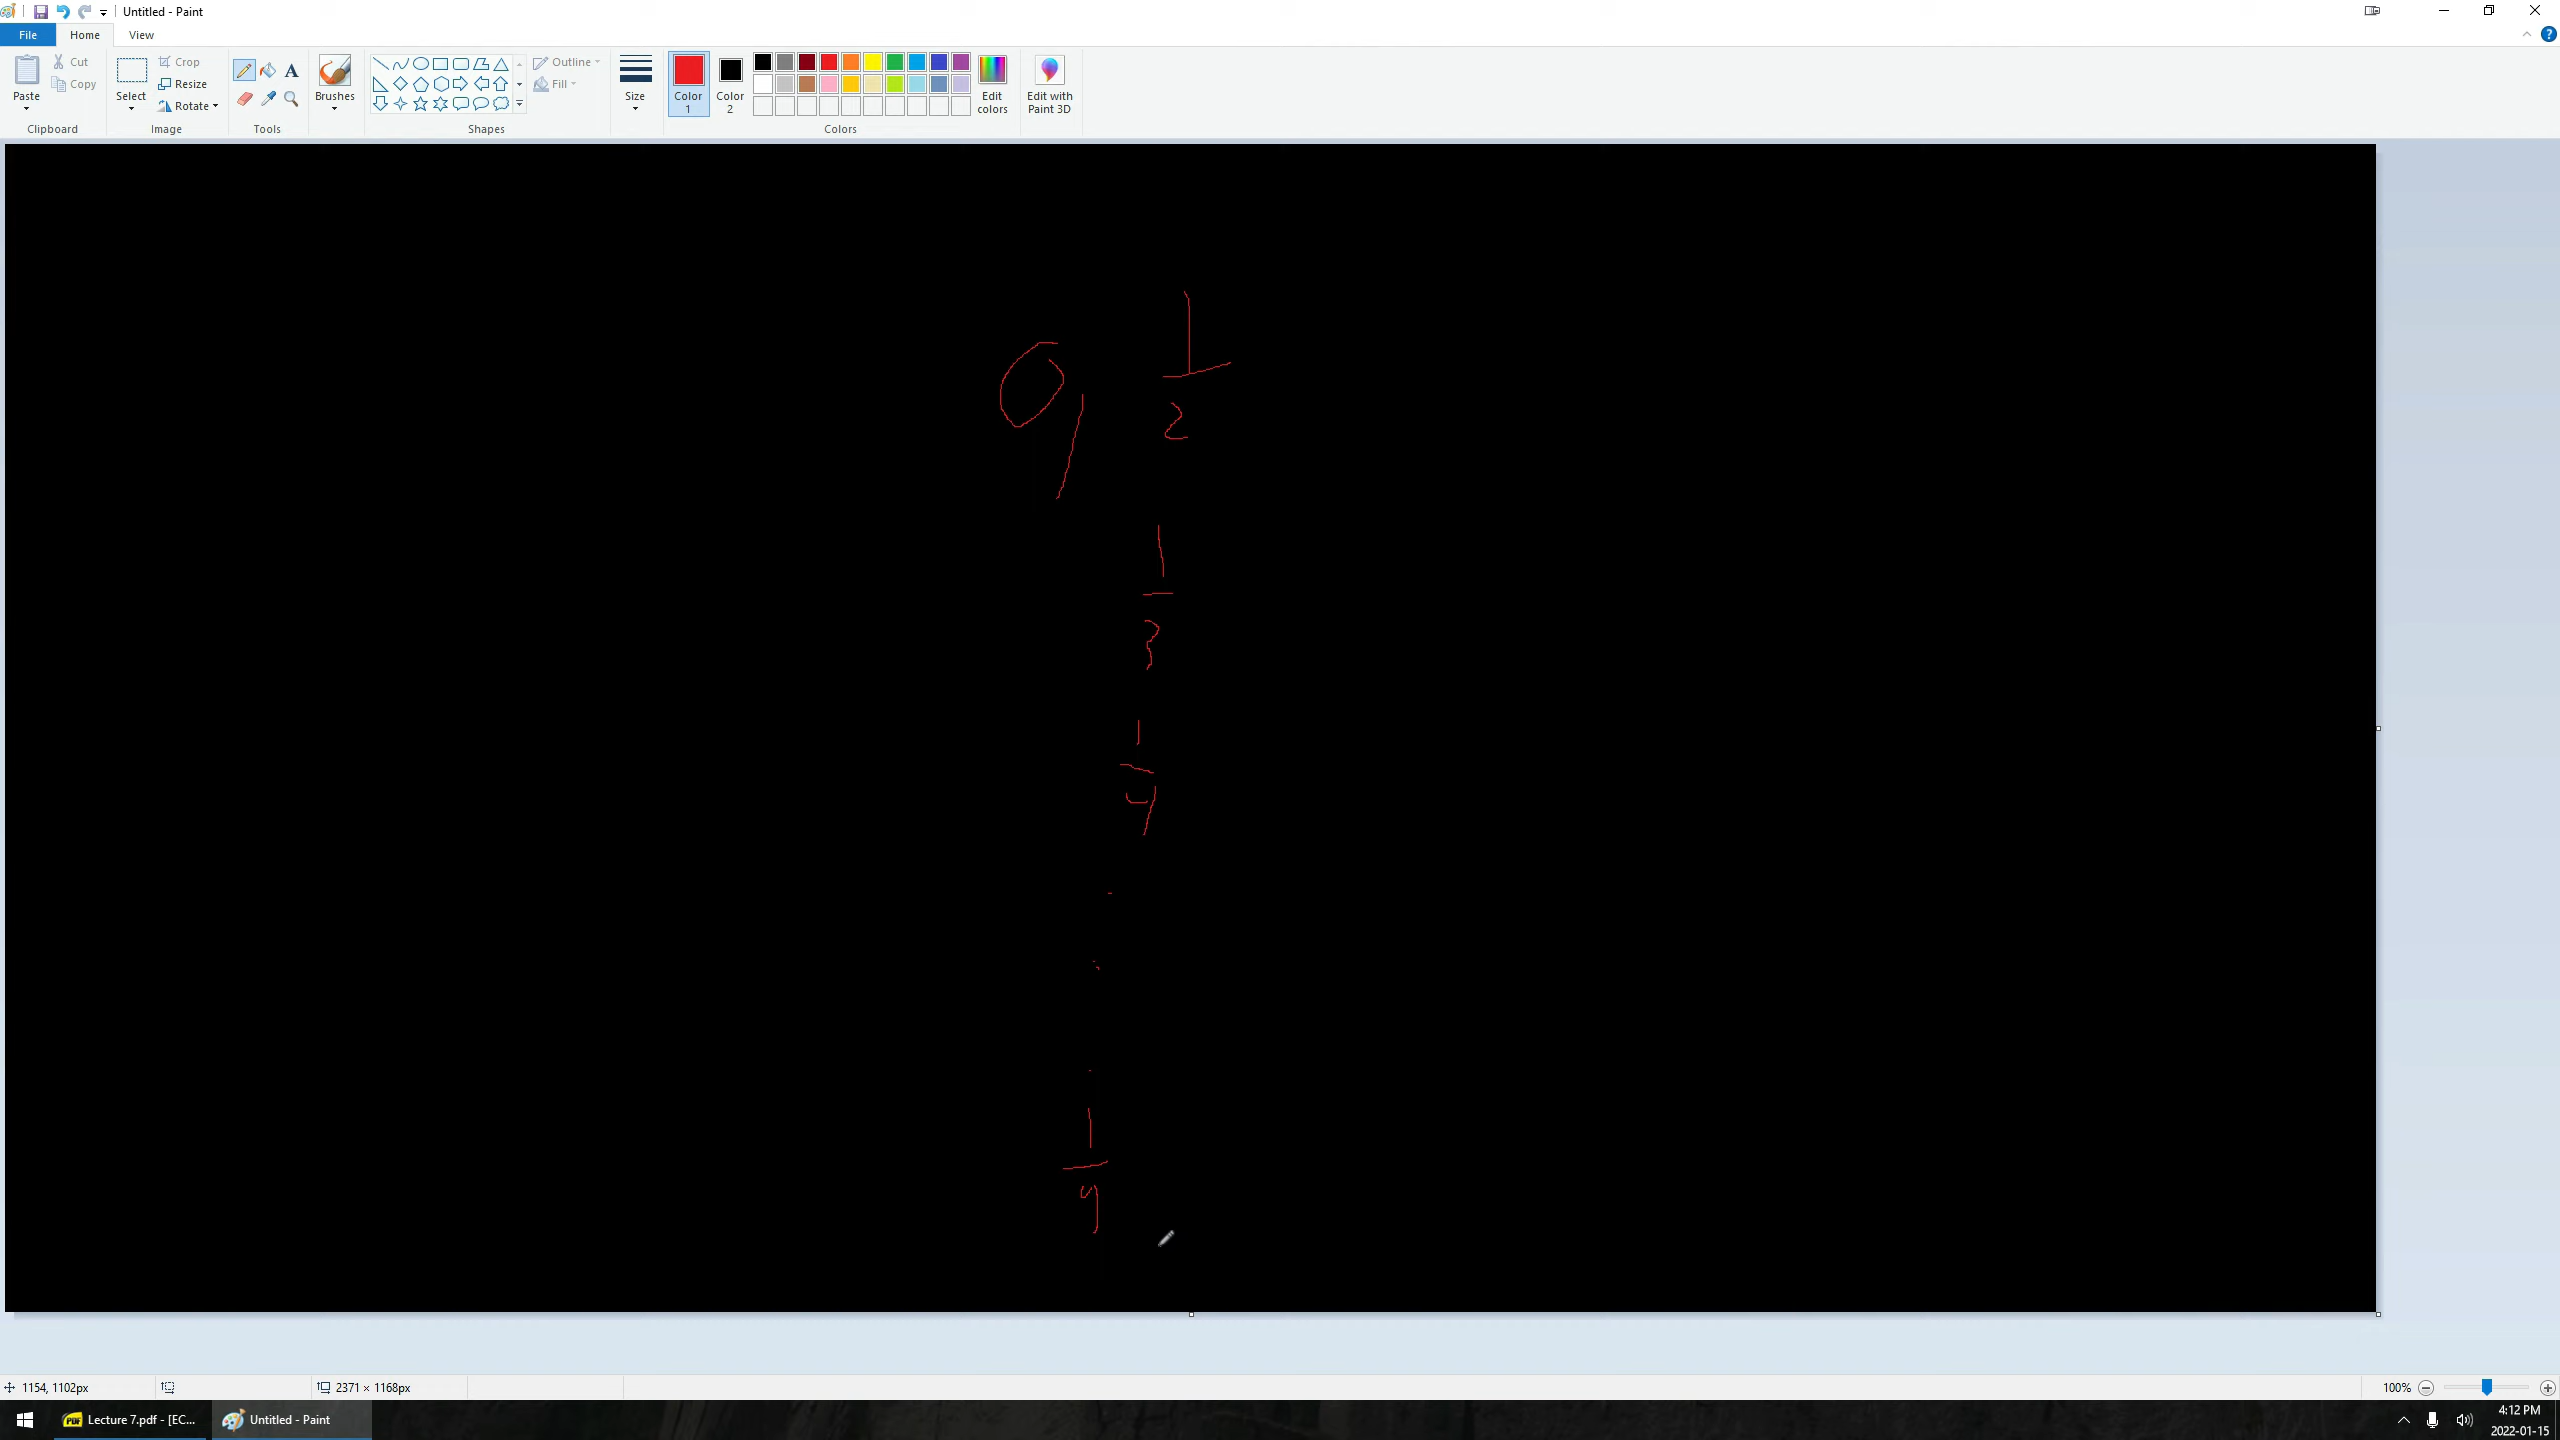 Untitled - Paint
File Home View
Paste Cut Copy Clipboard
Select Crop Resize Rotate Image
Tools
Brushes
Shapes Outline Fill
Size
Color 1 Color 2 Edit colors Colors
Edit with Paint 3D
0, 1
2
1
3
1
4
.
.
.
1
9
1154, 1102px 2371 × 1168px 100%
Lecture 7.pdf - [EC... Untitled - Paint 4:12 PM
2022-01-15